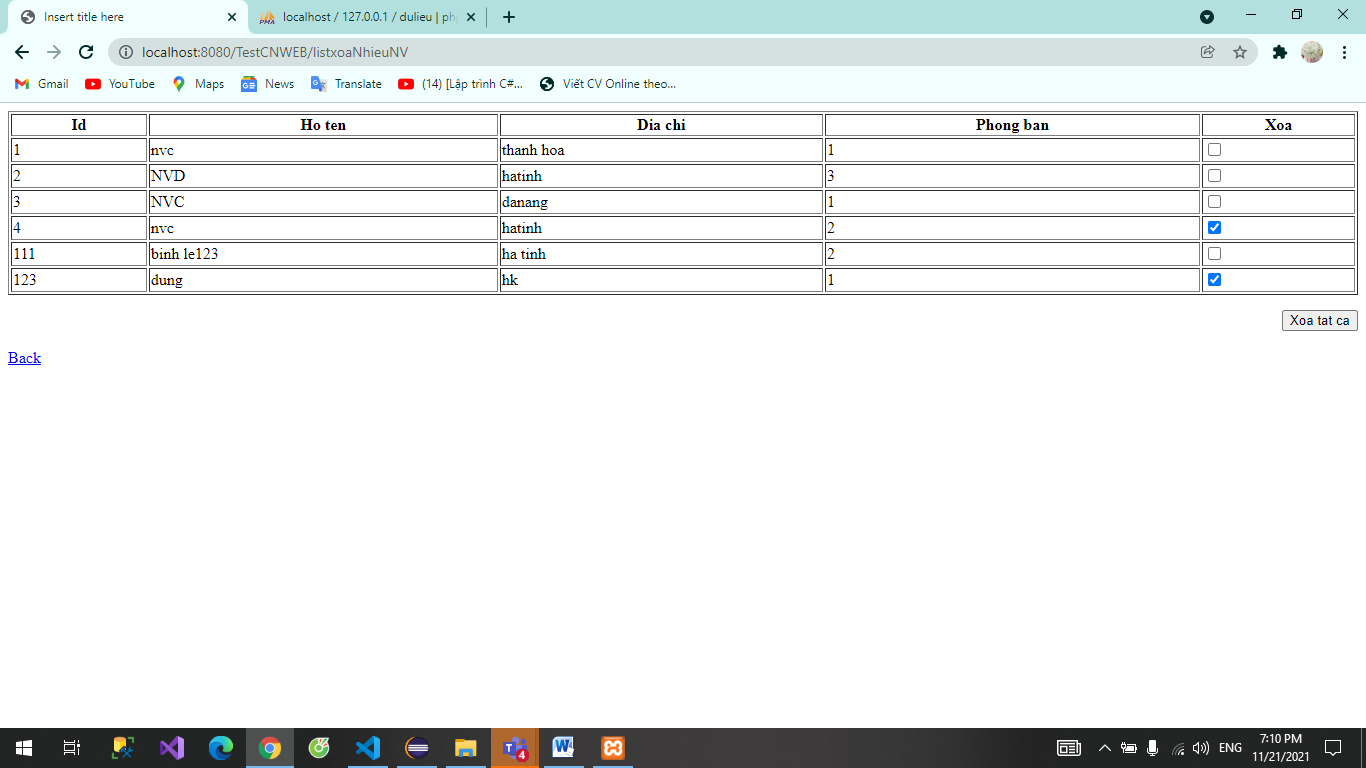 Insert title here
PMA localhost / 127.0.0.1 / dulieu | ph
localhost:8080/TestCNWEB/listxoaNhieuNV
Gmail YouTube Maps News Translate (14) [Lập trình C#... Viết CV Online theo...
Id Ho ten Dia chi Phong ban Xoa
1 nvc thanh hoa 1
2 NVD hatinh 3
3 NVC danang 1
4 nvc hatinh 2
111 binh le123 ha tinh 2
123 dung hk 1
Xoa tat ca
Back
4
ENG
7:10 PM
11/21/2021